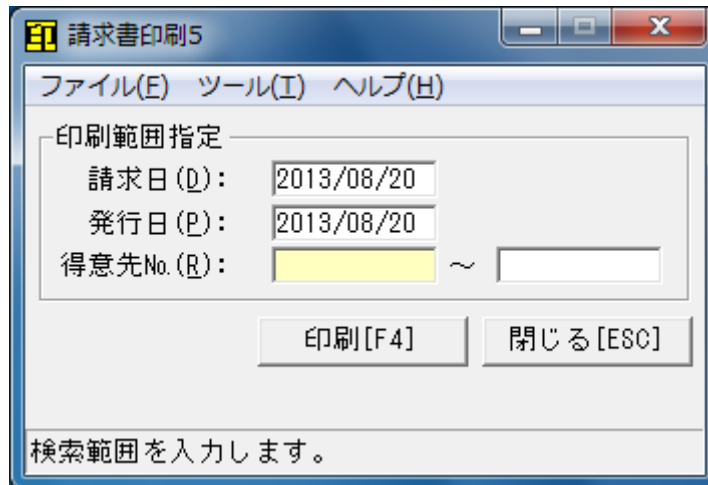 印 請求書印刷5
ファイル(F) ツール(T) ヘルプ(H)
印刷範囲指定
請求日(D): 2013/08/20
発行日(P): 2013/08/20
得意先No.(R): ～
印刷[F4] 閉じる[ESC]
検索範囲を入力します。